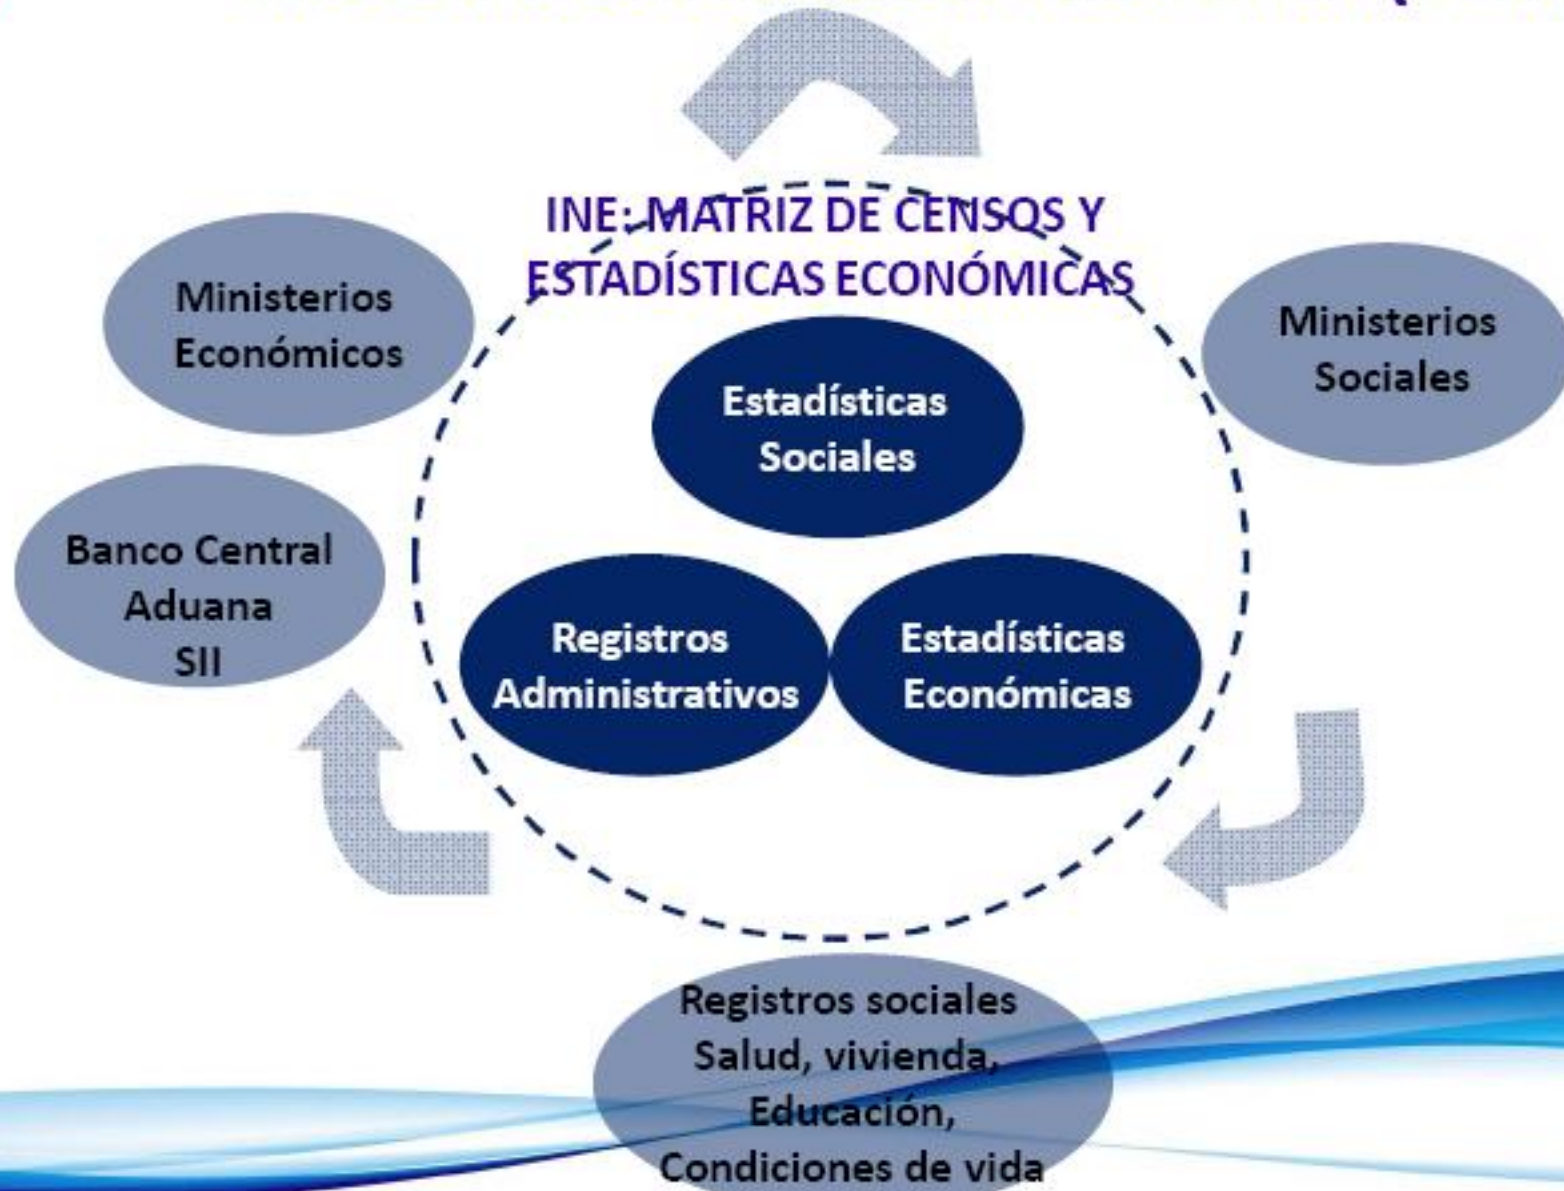 INE: MATRIZ DE CENSOS Y
ESTADÍSTICAS ECONÓMICAS
Ministerios
Económicos
Ministerios
Sociales
Estadísticas
Sociales
Banco Central
Aduana
SII
Registros
Administrativos
Estadísticas
Económicas
Registros sociales
Salud, vivienda,
Educación,
Condiciones de vida